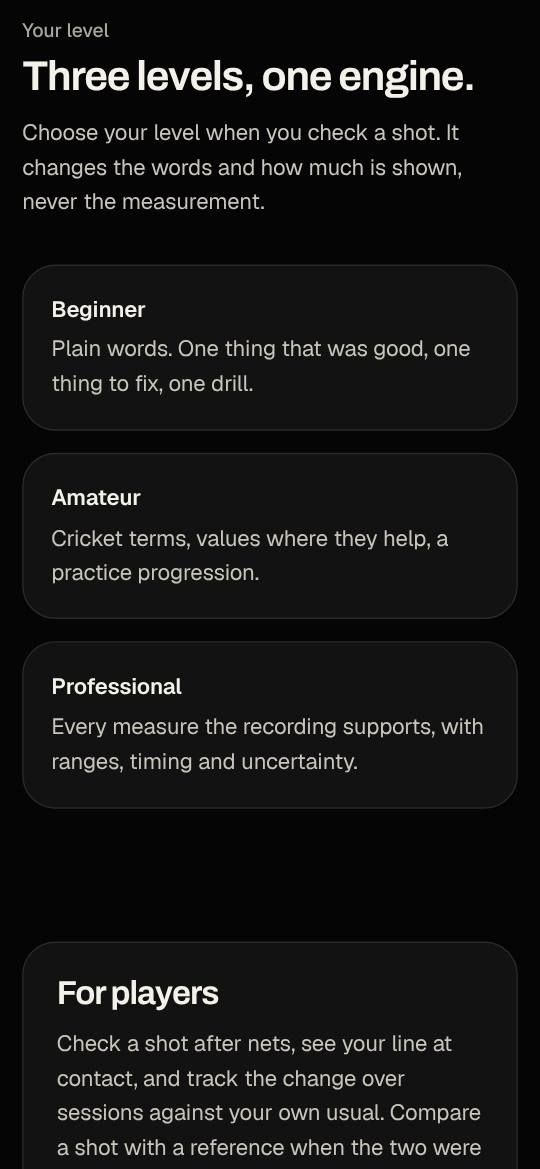 Your level
Three levels, one engine.
Choose your level when you check a shot. It
changes the words and how much is shown,
never the measurement.
Beginner
Plain words. One thing that was good, one
thing to fix, one drill.
Amateur
Cricket terms, values where they help, a
practice progression.
Professional
Every measure the recording supports, with
ranges, timing and uncertainty.
For players
Check a shot after nets, see your line at
contact, and track the change over
sessions against your own usual. Compare
a shot with a reference when the two were